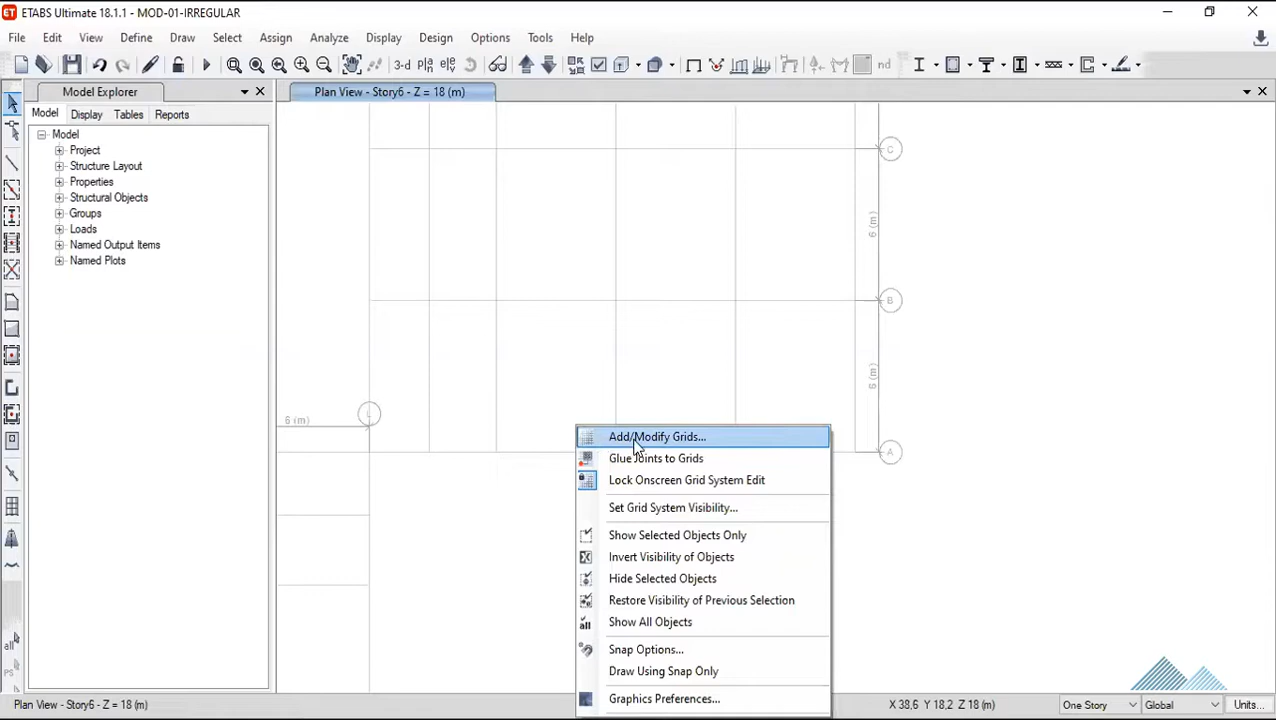 ETABS Ultimate 18.1.1 - MOD-01-IRREGULAR
File Edit View Define Draw Select Assign Analyze Display Design Options Tools Help
3-d nd
Model Explorer
Plan View - Story6 - Z = 18 (m)
Model Display Tables Reports
Model
Project
Structure Layout
Properties
Structural Objects
Groups
Loads
Named Output Items
Named Plots
C
6 (m)
B
6 (m)
6 (m)
L
A
Add/Modify Grids...
Glue Joints to Grids
Lock Onscreen Grid System Edit
Set Grid System Visibility...
Show Selected Objects Only
Invert Visibility of Objects
Hide Selected Objects
Restore Visibility of Previous Selection
all Show All Objects
Snap Options...
Draw Using Snap Only
Graphics Preferences...
all
PS
Plan View - Story6 - Z = 18 (m)
X 38,6 Y 18,2 Z 18 (m)
One Story
Global
Units...